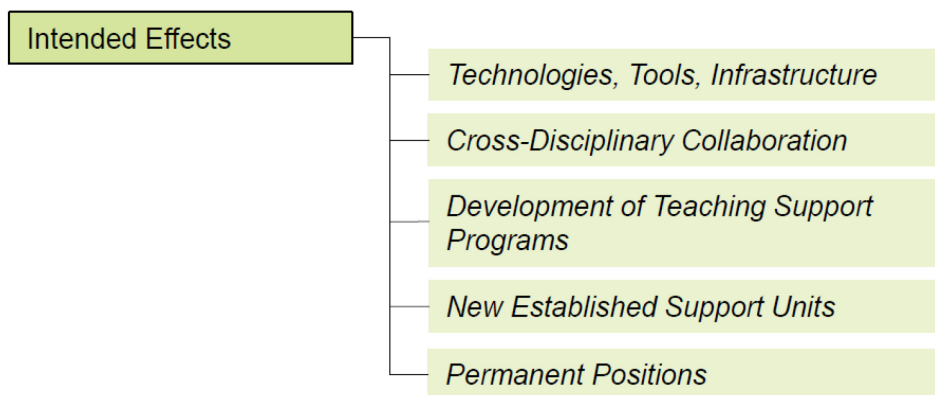 Intended Effects
Technologies, Tools, Infrastructure
Cross-Disciplinary Collaboration
Development of Teaching Support
Programs
New Established Support Units
Permanent Positions